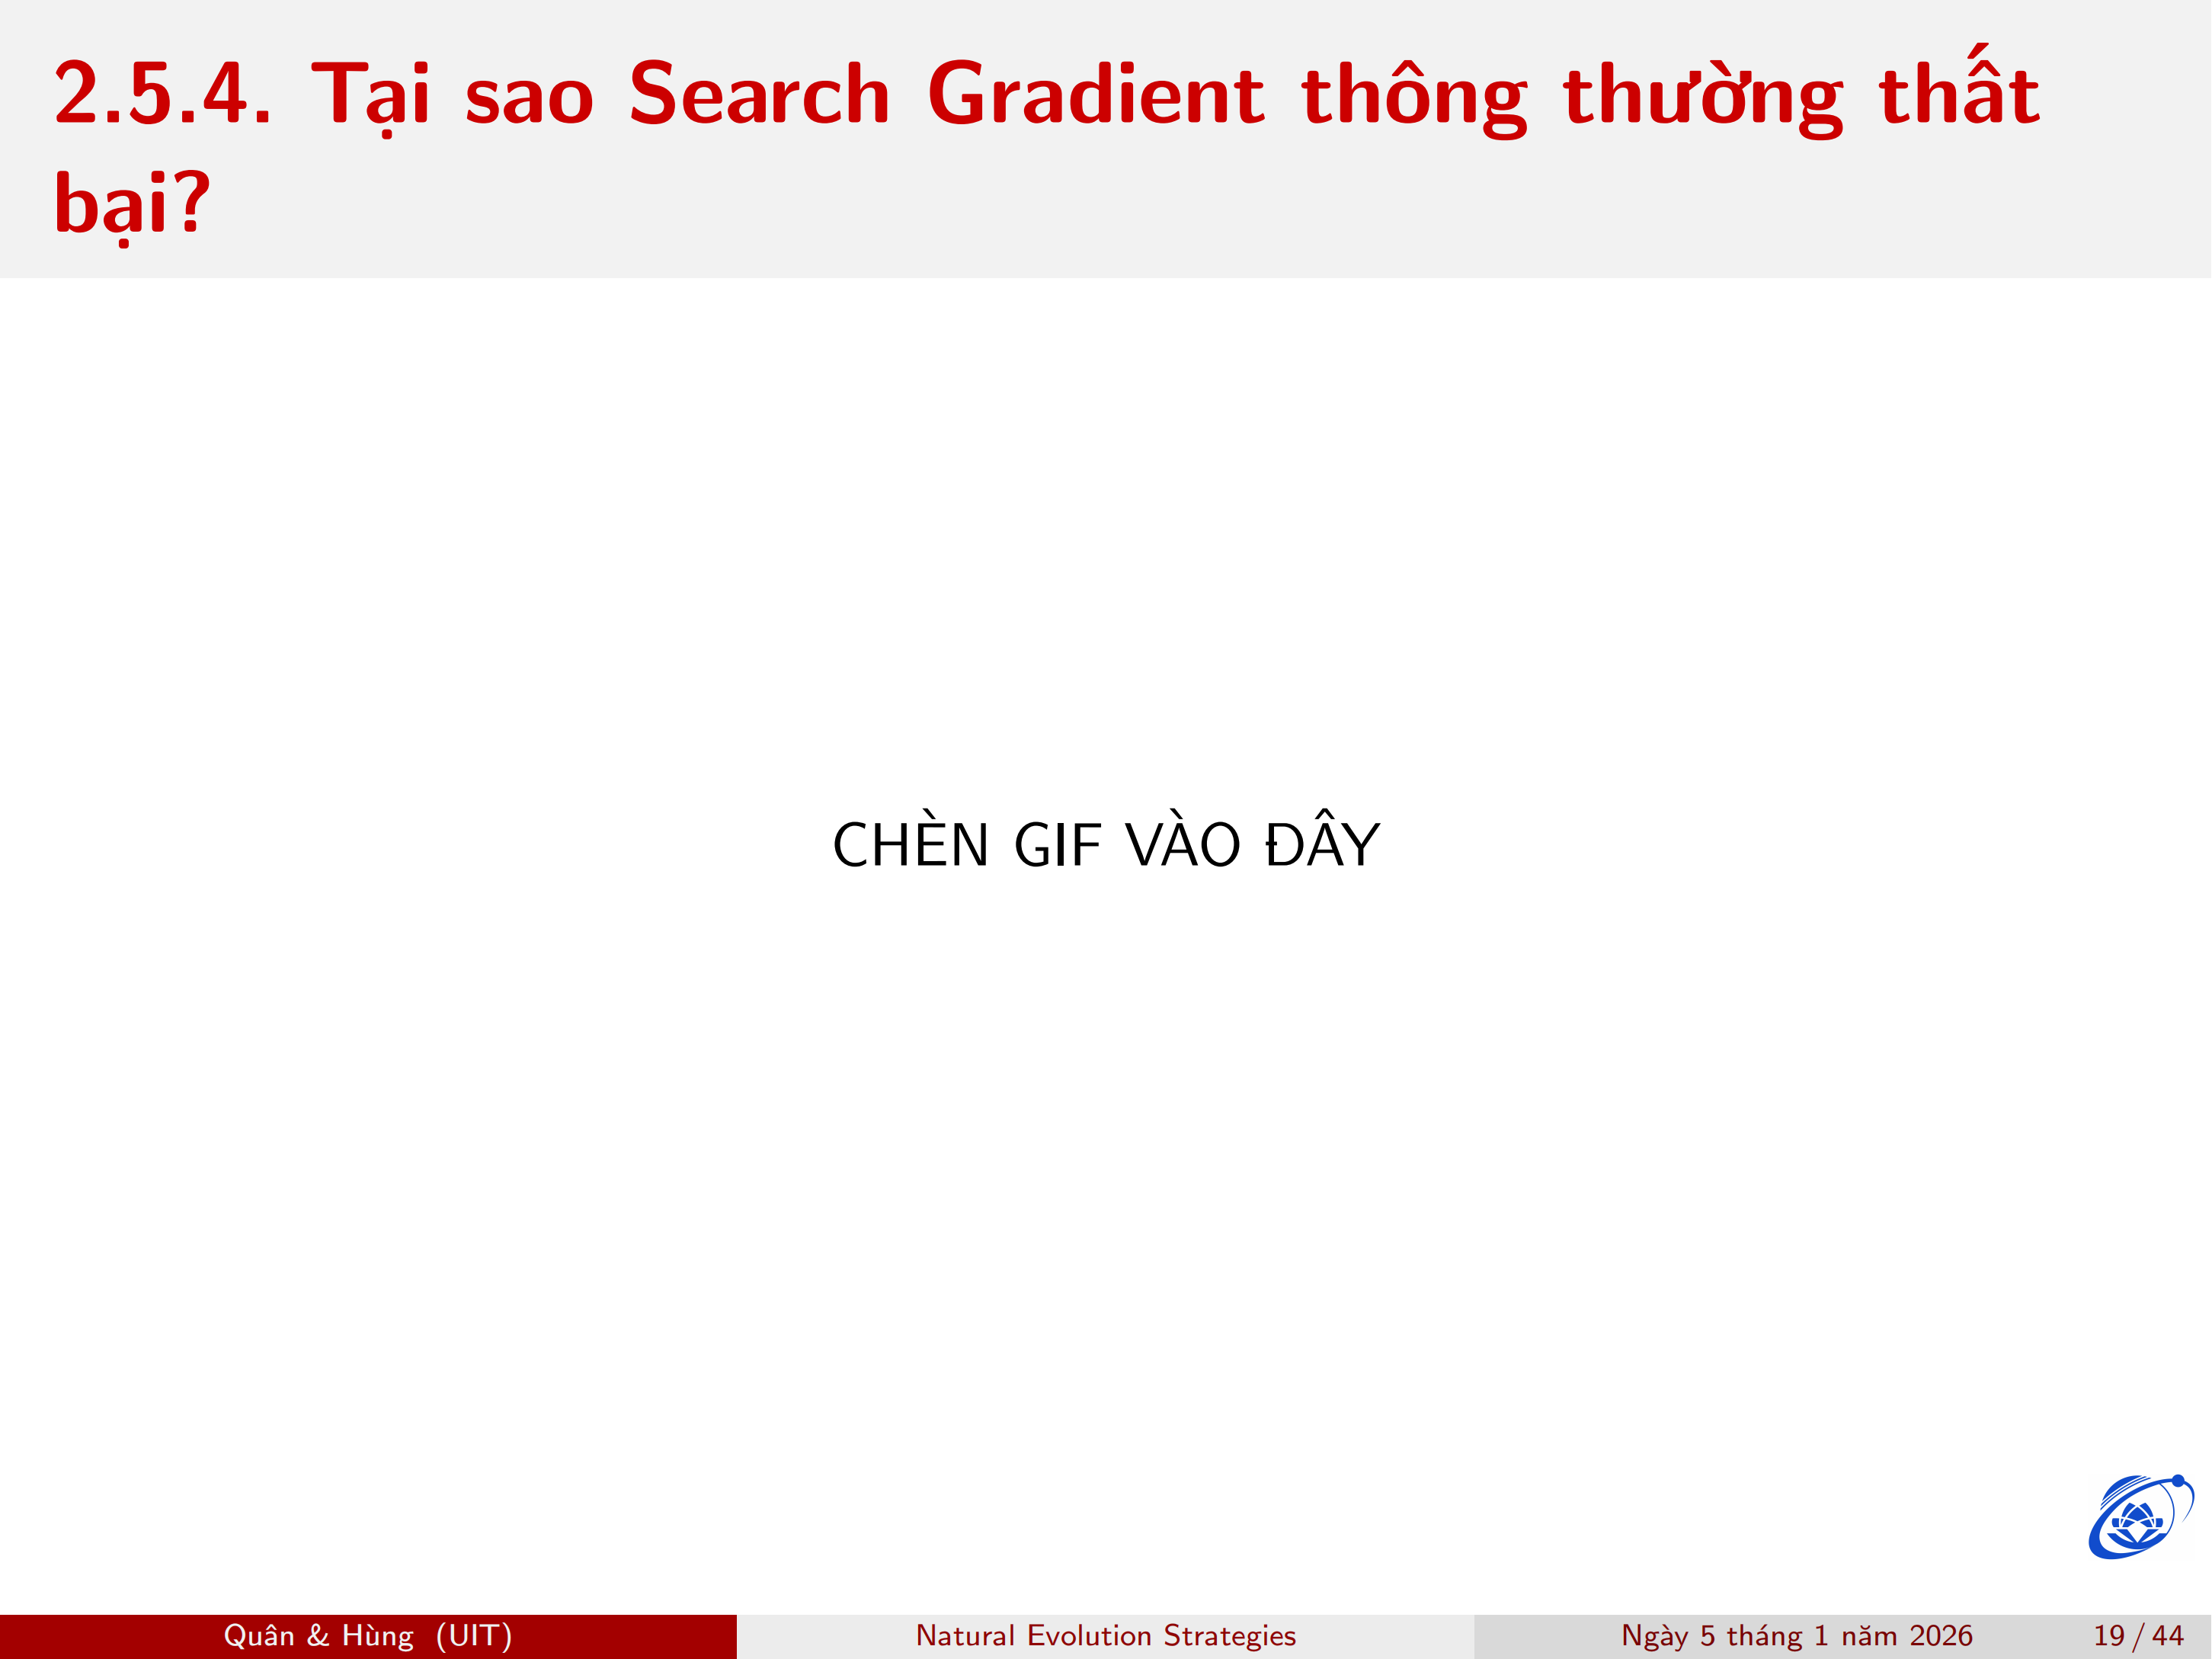 2.5.4. Tại sao Search Gradient thông thường thất
bại?
CHÈN GIF VÀO ĐÂY
Quân & Hùng (UIT)
Natural Evolution Strategies
Ngày 5 tháng 1 năm 2026
19 / 44